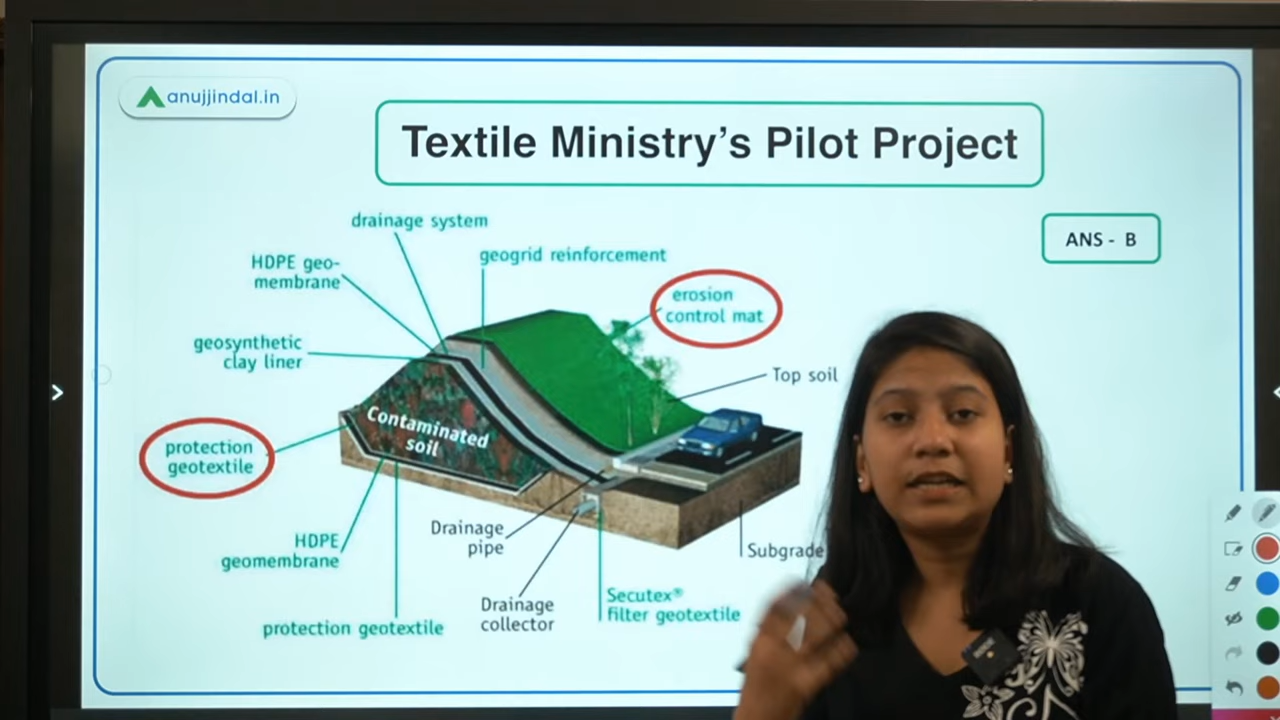 anujjindal.in
Textile Ministry's Pilot Project
ANS - B
drainage system
geogrid reinforcement
HDPE geo-
membrane
erosion
control mat
geosynthetic
clay liner
Top soil
Contaminated
soil
protection
geotextile
Drainage
pipe
HDPE
geomembrane
Subgrade
Drainage
collector
Secutex®
filter geotextile
protection geotextile